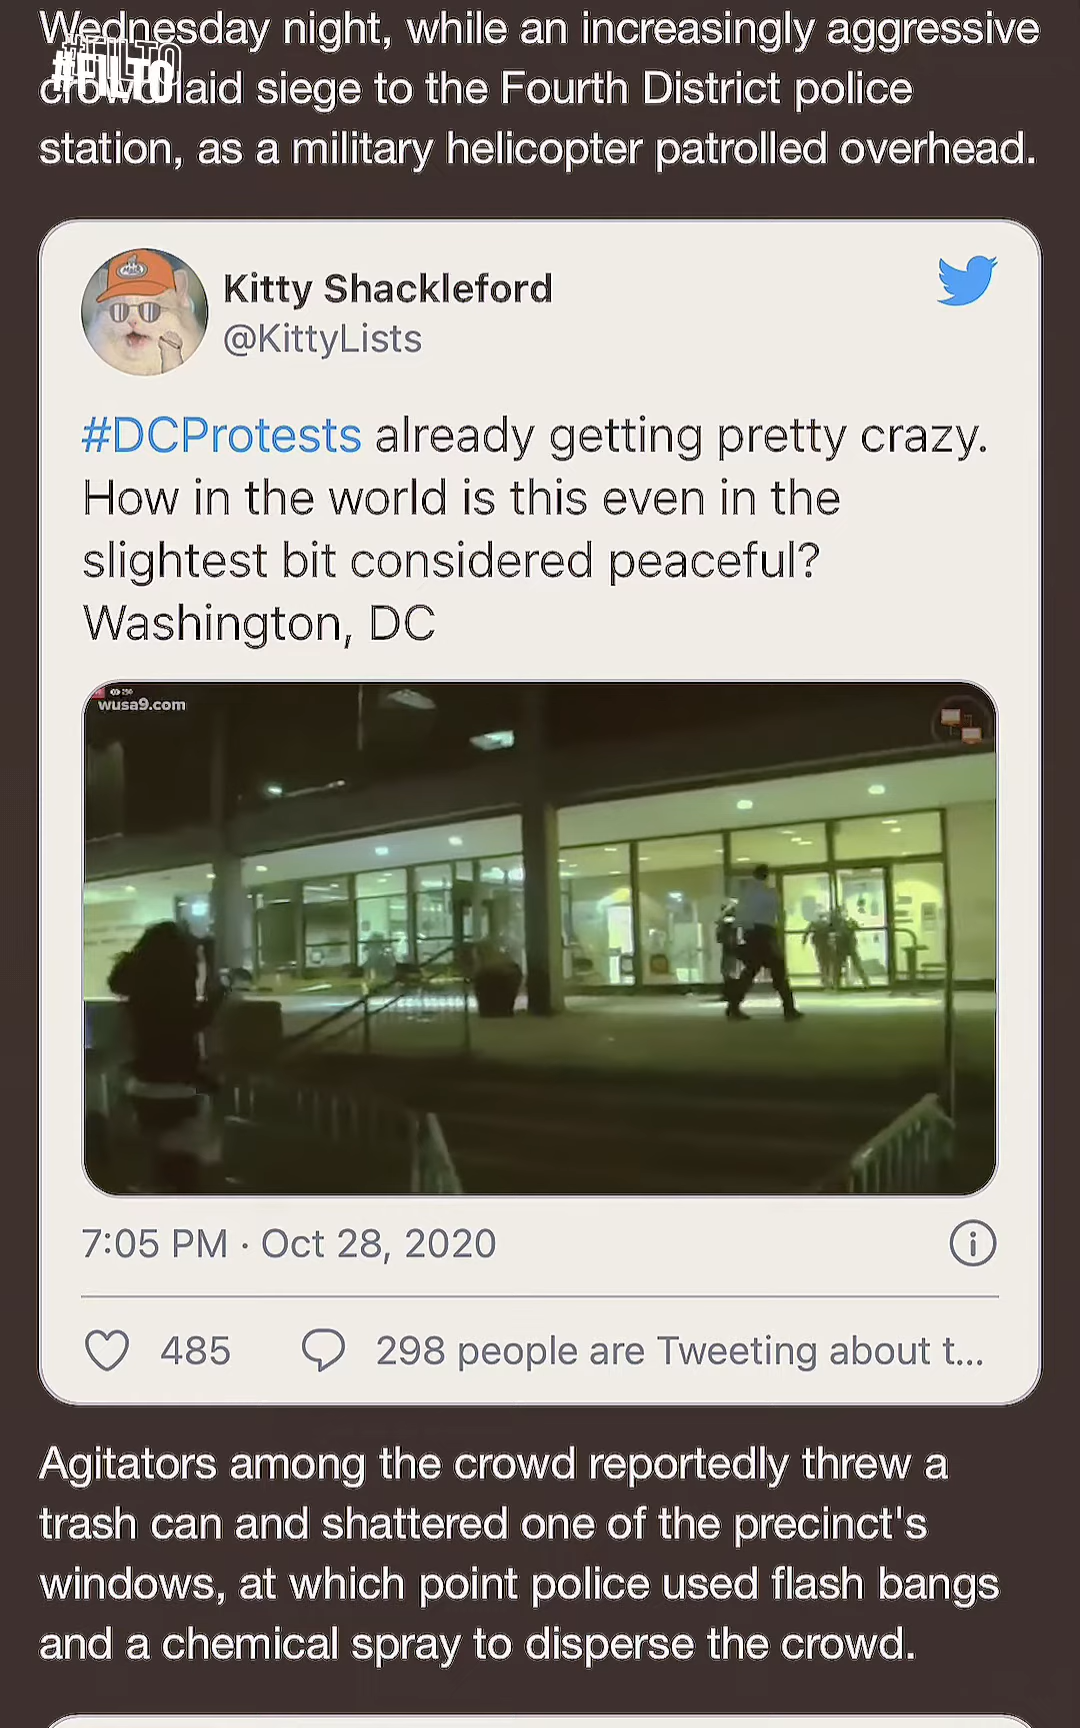 Wednesday night, while an increasingly aggressive
#FILTO
crowd laid siege to the Fourth District police
station, as a military helicopter patrolled overhead.
Kitty Shackleford
@KittyLists
#DCProtests already getting pretty crazy.
How in the world is this even in the
slightest bit considered peaceful?
Washington, DC
wusa9.com
7:05 PM · Oct 28, 2020
485
298 people are Tweeting about t...
Agitators among the crowd reportedly threw a
trash can and shattered one of the precinct's
windows, at which point police used flash bangs
and a chemical spray to disperse the crowd.